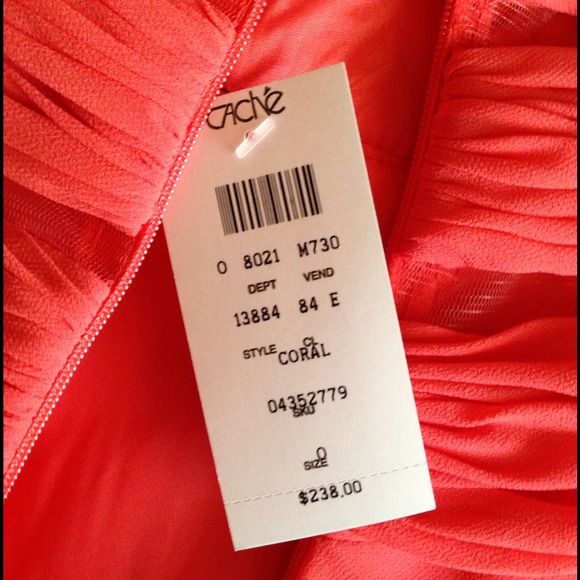 Caché
0 8021 M730
DEPT VEND
13884 84 E
STYLE CL
CORAL
04352779
SKU
0
SIZE
$238.00